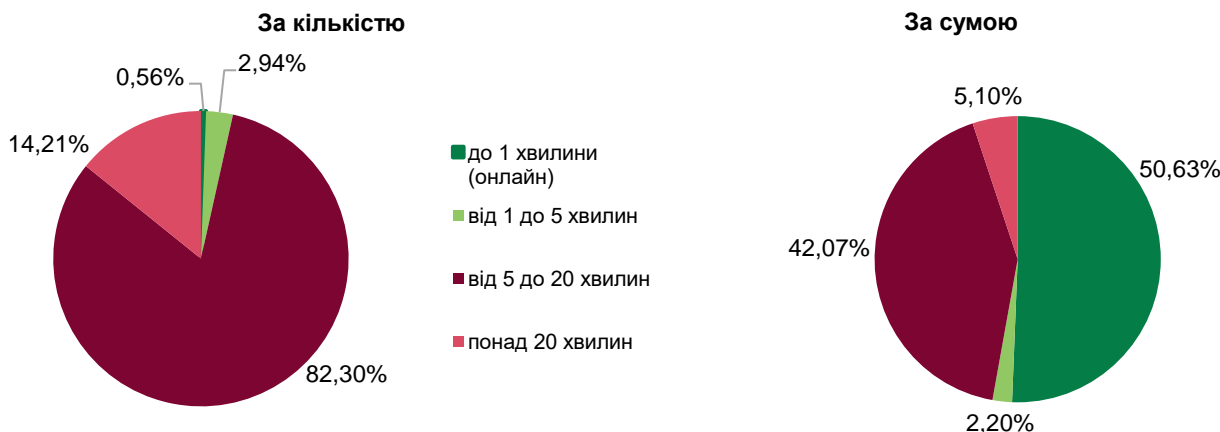 За кількістю
0,56%
2,94%
14,21%
82,30%
до 1 хвилини
(онлайн)
від 1 до 5 хвилин
від 5 до 20 хвилин
понад 20 хвилин
За сумою
5,10%
50,63%
42,07%
2,20%